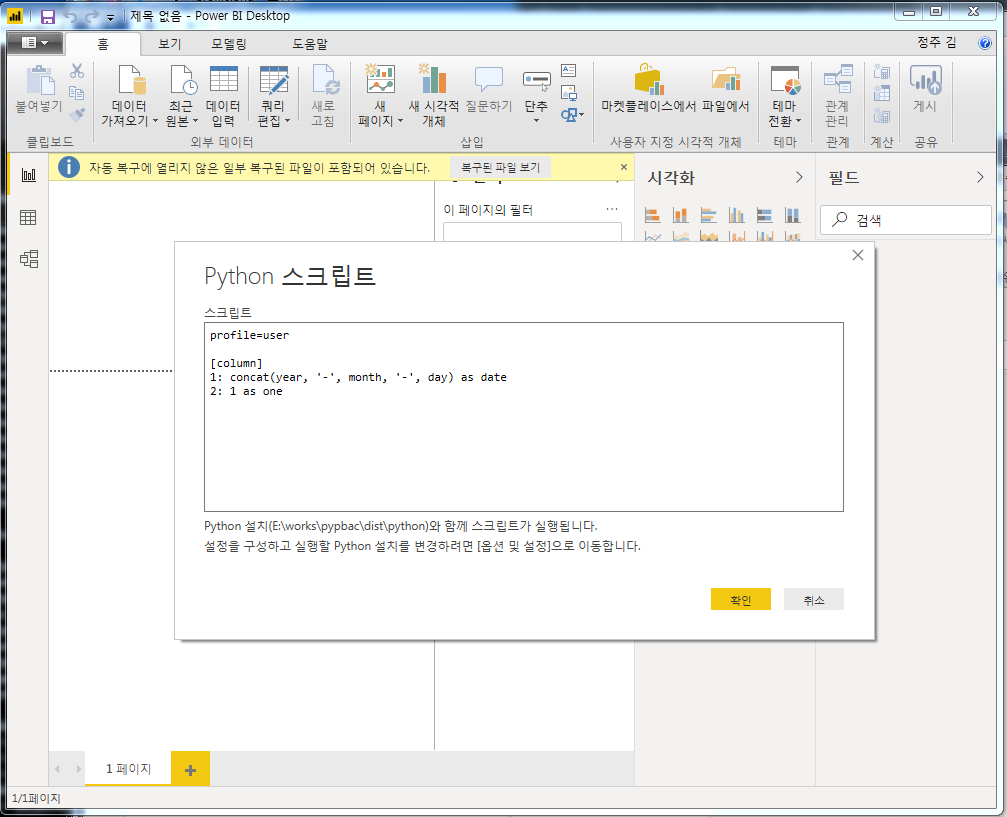 제목 없음 - Power BI Desktop
홈 보기 모델링 도움말 정주 김
붙여넣기
데이터 가져오기
최근 원본
데이터 입력
쿼리 편집
새로 고침
새 페이지
새 시각적 개체
질문하기
단추
마켓플레이스에서
파일에서
테마 전환
관계 관리
게시
클립보드 외부 데이터 삽입 사용자 지정 시각적 개체 테마 관계 계산 공유
자동 복구에 열리지 않은 일부 복구된 파일이 포함되어 있습니다. 복구된 파일 보기
시각화
필드
이 페이지의 필터
검색
Python 스크립트
스크립트
profile=user
[column]
1: concat(year, '-', month, '-', day) as date
2: 1 as one
Python 설치(E:\works\pypbac\dist\python)와 함께 스크립트가 실행됩니다.
설정을 구성하고 실행할 Python 설치를 변경하려면 [옵션 및 설정]으로 이동합니다.
확인 취소
1 페이지
1/1페이지